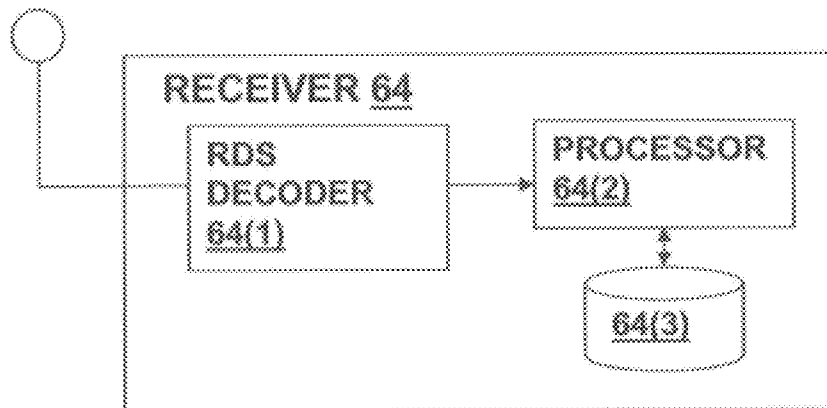 RECEIVER 64
RDS
DECODER
64(1)
PROCESSOR
64(2)
64(3)